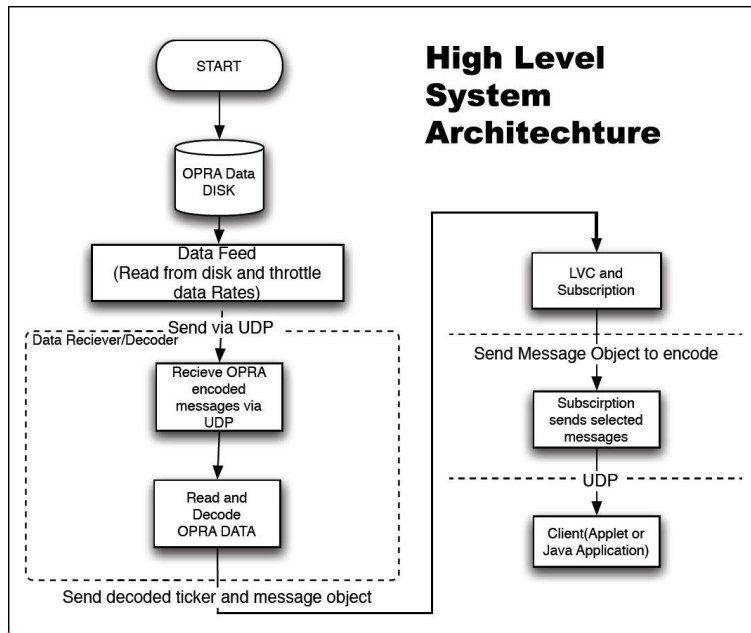 High Level
System
Architechture
START
OPRA Data
DISK
Data Feed
(Read from disk and throttle
data Rates)
Send via UDP
Data Reciever/Decoder
Recieve OPRA
encoded
messages via
UDP
Read and
Decode
OPRA DATA
Send decoded ticker and message object
LVC and
Subscription
Send Message Object to encode
Subscirption
sends selected
messages
UDP
Client(Applet or
Java Application)